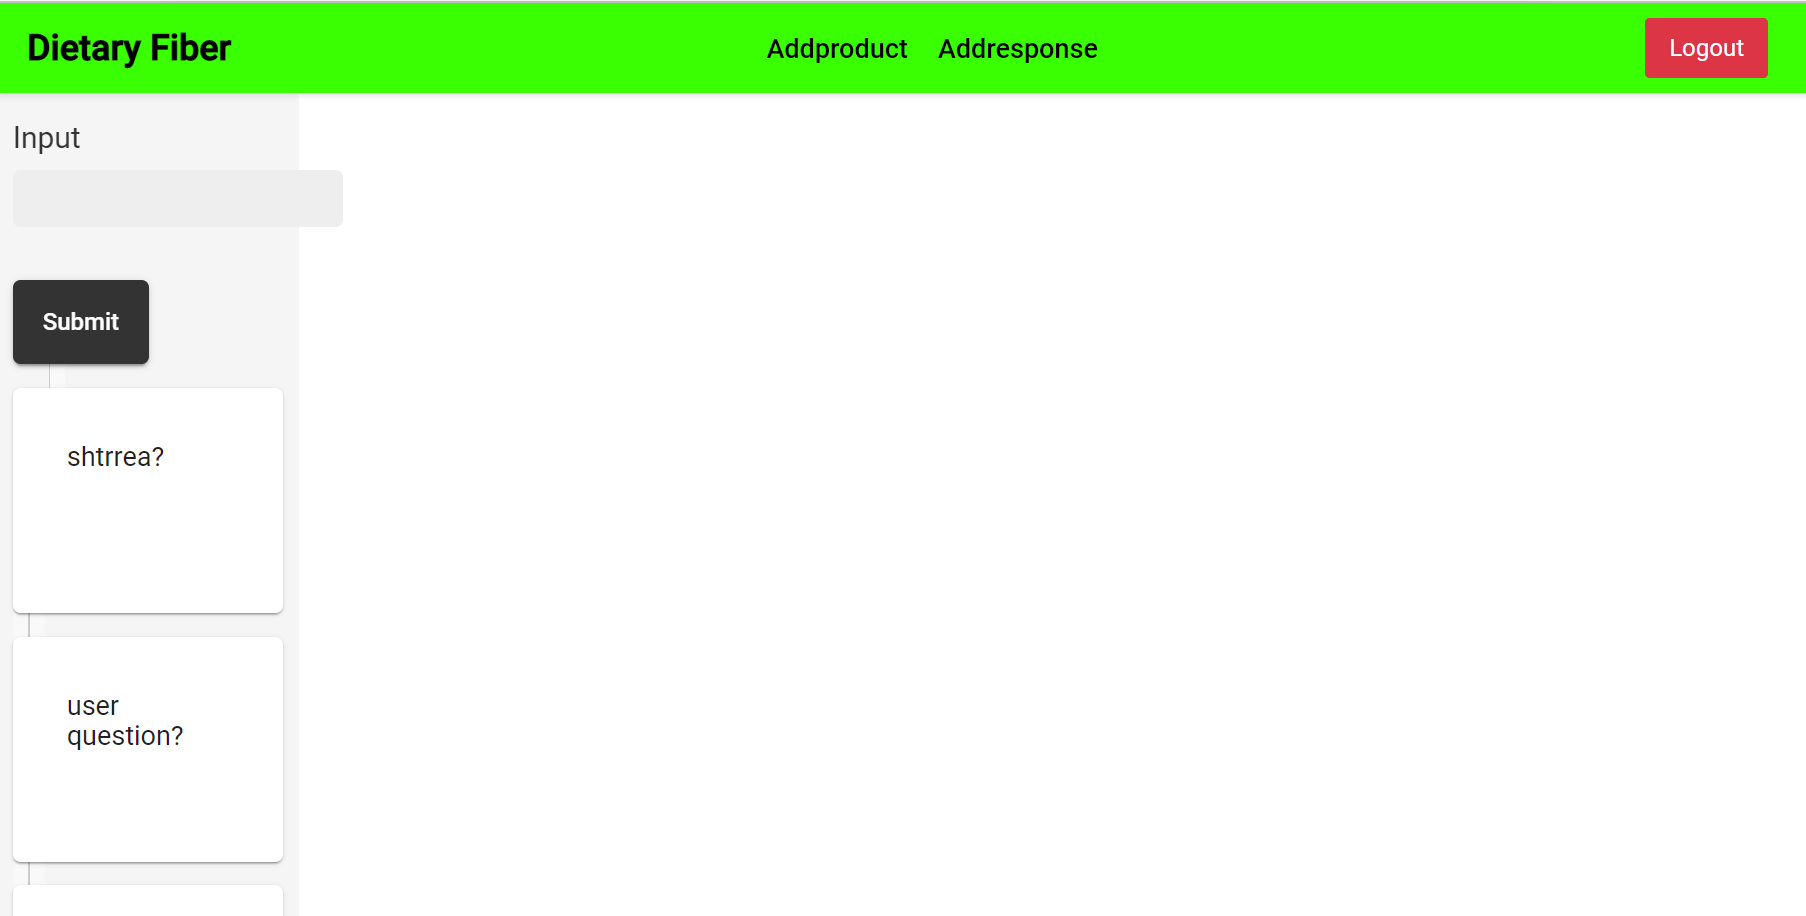 Dietary Fiber
Addproduct Addresponse
Logout
Input
Submit
shtrrea?
user
question?